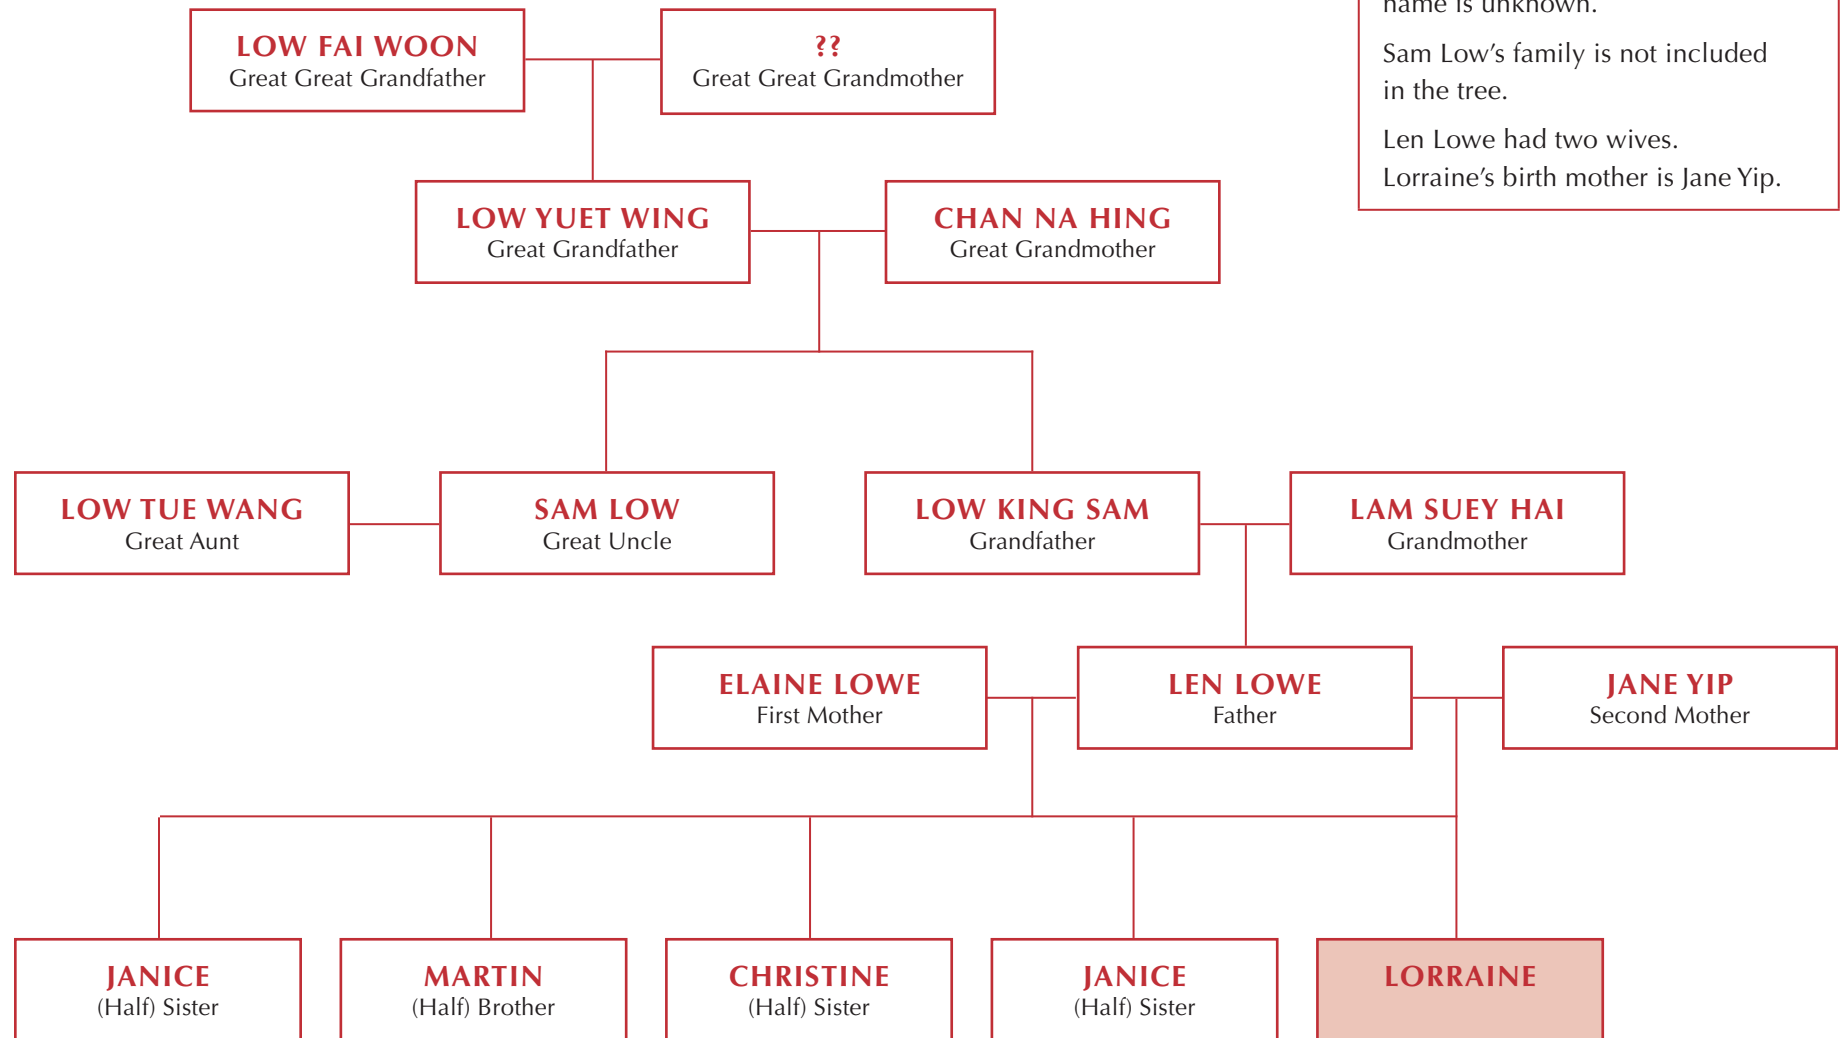 name is unknown.
Sam Low’s family is not included
in the tree.
Len Lowe had two wives.
Lorraine’s birth mother is Jane Yip.
LOW FAI WOON
Great Great Grandfather
??
Great Great Grandmother
LOW YUET WING
Great Grandfather
CHAN NA HING
Great Grandmother
LOW TUE WANG
Great Aunt
SAM LOW
Great Uncle
LOW KING SAM
Grandfather
LAM SUEY HAI
Grandmother
ELAINE LOWE
First Mother
LEN LOWE
Father
JANE YIP
Second Mother
JANICE
(Half) Sister
MARTIN
(Half) Brother
CHRISTINE
(Half) Sister
JANICE
(Half) Sister
LORRAINE